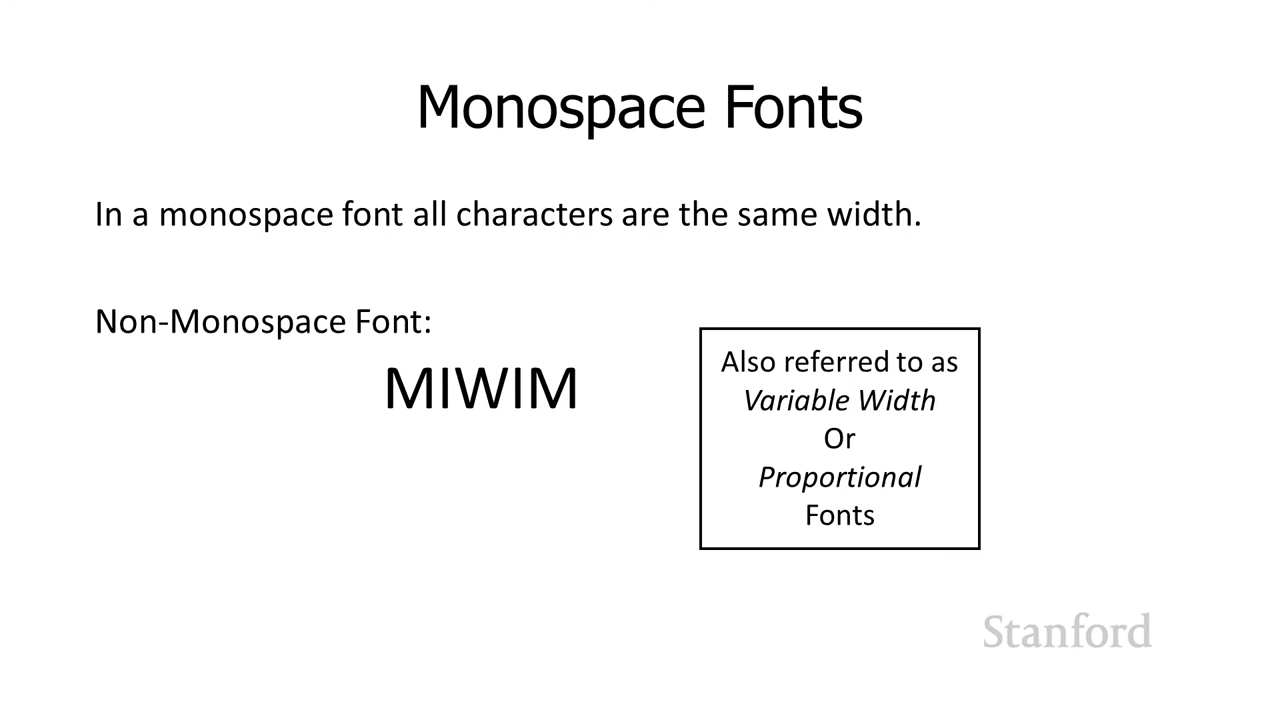 Monospace Fonts
In a monospace font all characters are the same width.
Non-Monospace Font:
MIWIM
Also referred to as
Variable Width
Or
Proportional
Fonts
Stanford